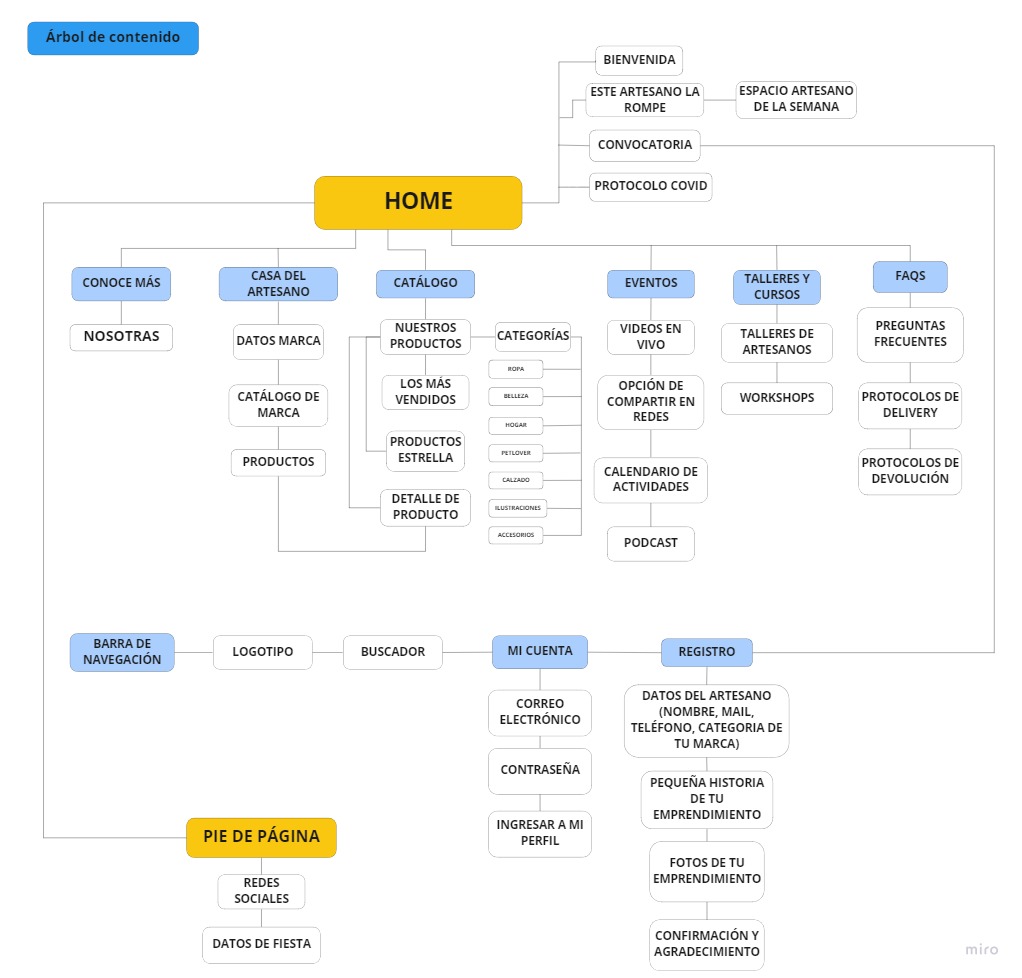 Árbol de contenido
BIENVENIDA
ESTE ARTESANO LA
ROMPE
ESPACIO ARTESANO
DE LA SEMANA
CONVOCATORIA
PROTOCOLO COVID
HOME
CONOCE MÁS
NOSOTRAS
CASA DEL
ARTESANO
DATOS MARCA
CATÁLOGO DE
MARCA
PRODUCTOS
CATÁLOGO
NUESTROS
PRODUCTOS
LOS MÁS
VENDIDOS
PRODUCTOS
ESTRELLA
DETALLE DE
PRODUCTO
CATEGORÍAS
ROPA
BELLEZA
HOGAR
PETLOVER
CALZADO
ILUSTRACIONES
ACCESORIOS
EVENTOS
VIDEOS EN
VIVO
OPCIÓN DE
COMPARTIR EN
REDES
CALENDARIO DE
ACTIVIDADES
PODCAST
TALLERES Y
CURSOS
TALLERES DE
ARTESANOS
WORKSHOPS
FAQS
PREGUNTAS
FRECUENTES
PROTOCOLOS DE
DELIVERY
PROTOCOLOS DE
DEVOLUCIÓN
BARRA DE
NAVEGACIÓN
LOGOTIPO
BUSCADOR
MI CUENTA
CORREO
ELECTRÓNICO
CONTRASEÑA
INGRESAR A MI
PERFIL
REGISTRO
DATOS DEL ARTESANO
(NOMBRE, MAIL,
TELÉFONO, CATEGORIA DE
TU MARCA)
PEQUEÑA HISTORIA
DE TU
EMPRENDIMIENTO
FOTOS DE TU
EMPRENDIMIENTO
CONFIRMACIÓN Y
AGRADECIMIENTO
PIE DE PÁGINA
REDES
SOCIALES
DATOS DE FIESTA
miro